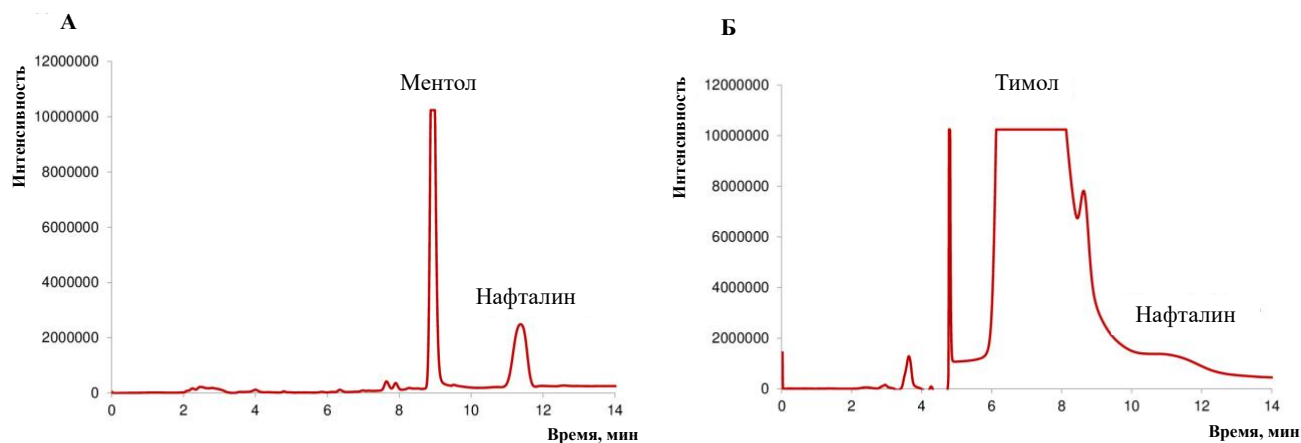 А
Интенсивность
12000000
10000000
8000000
6000000
4000000
2000000
0
Ментол
Нафталин
0 2 4 6 8 10 12 14
Время, мин
Б
Интенсивность
12000000
10000000
8000000
6000000
4000000
2000000
0
Тимол
Нафталин
0 2 4 6 8 10 12 14
Время, мин